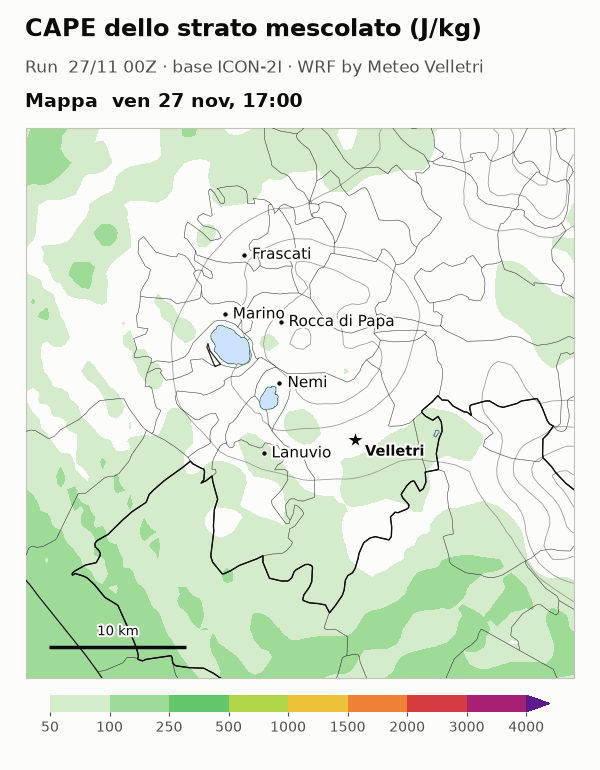 CAPE dello strato mescolato (J/kg)
Run  27/11 00Z · base ICON-2I · WRF by Meteo Velletri
Mappa  ven 27 nov, 17:00
Frascati
Marino
Rocca di Papa
Nemi
Velletri
Lanuvio
10 km
50 100 250 500 1000 1500 2000 3000 4000